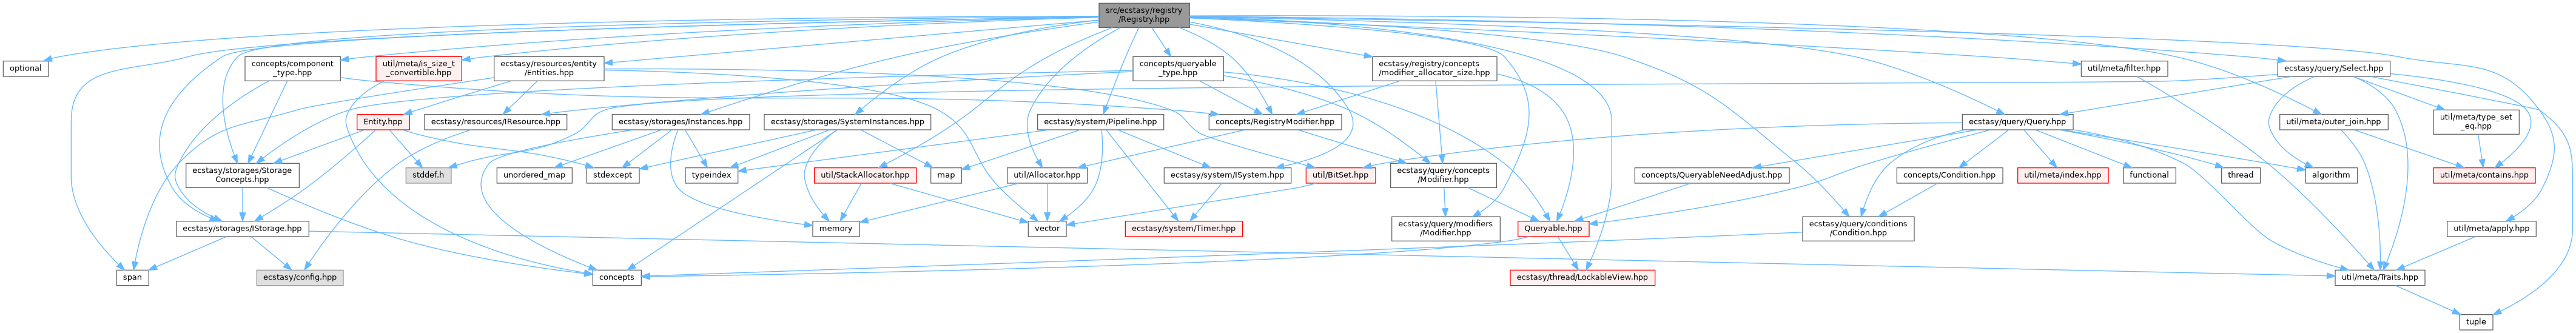 src/ecstasy/registry
/Registry.hpp
optional
concepts/component
_type.hpp
util/meta/is_size_t
_convertible.hpp
ecstasy/resources/entity
/Entities.hpp
concepts/queryable
_type.hpp
ecstasy/registry/concepts
/modifier_allocator_size.hpp
util/meta/filter.hpp
ecstasy/query/Select.hpp
Entity.hpp
ecstasy/resources/IResource.hpp
ecstasy/storages/Instances.hpp
ecstasy/storages/SystemInstances.hpp
ecstasy/system/Pipeline.hpp
concepts/RegistryModifier.hpp
ecstasy/query/Query.hpp
util/meta/outer_join.hpp
util/meta/type_set
_eq.hpp
ecstasy/storages/Storage
Concepts.hpp
stddef.h
unordered_map
stdexcept
typeindex
util/StackAllocator.hpp
map
util/Allocator.hpp
ecstasy/system/ISystem.hpp
util/BitSet.hpp
ecstasy/query/concepts
/Modifier.hpp
concepts/QueryableNeedAdjust.hpp
concepts/Condition.hpp
util/meta/index.hpp
functional
thread
algorithm
util/meta/contains.hpp
ecstasy/storages/IStorage.hpp
memory
vector
ecstasy/system/Timer.hpp
ecstasy/query/modifiers
/Modifier.hpp
Queryable.hpp
ecstasy/query/conditions
/Condition.hpp
util/meta/apply.hpp
span
ecstasy/config.hpp
concepts
ecstasy/thread/LockableView.hpp
util/meta/Traits.hpp
tuple